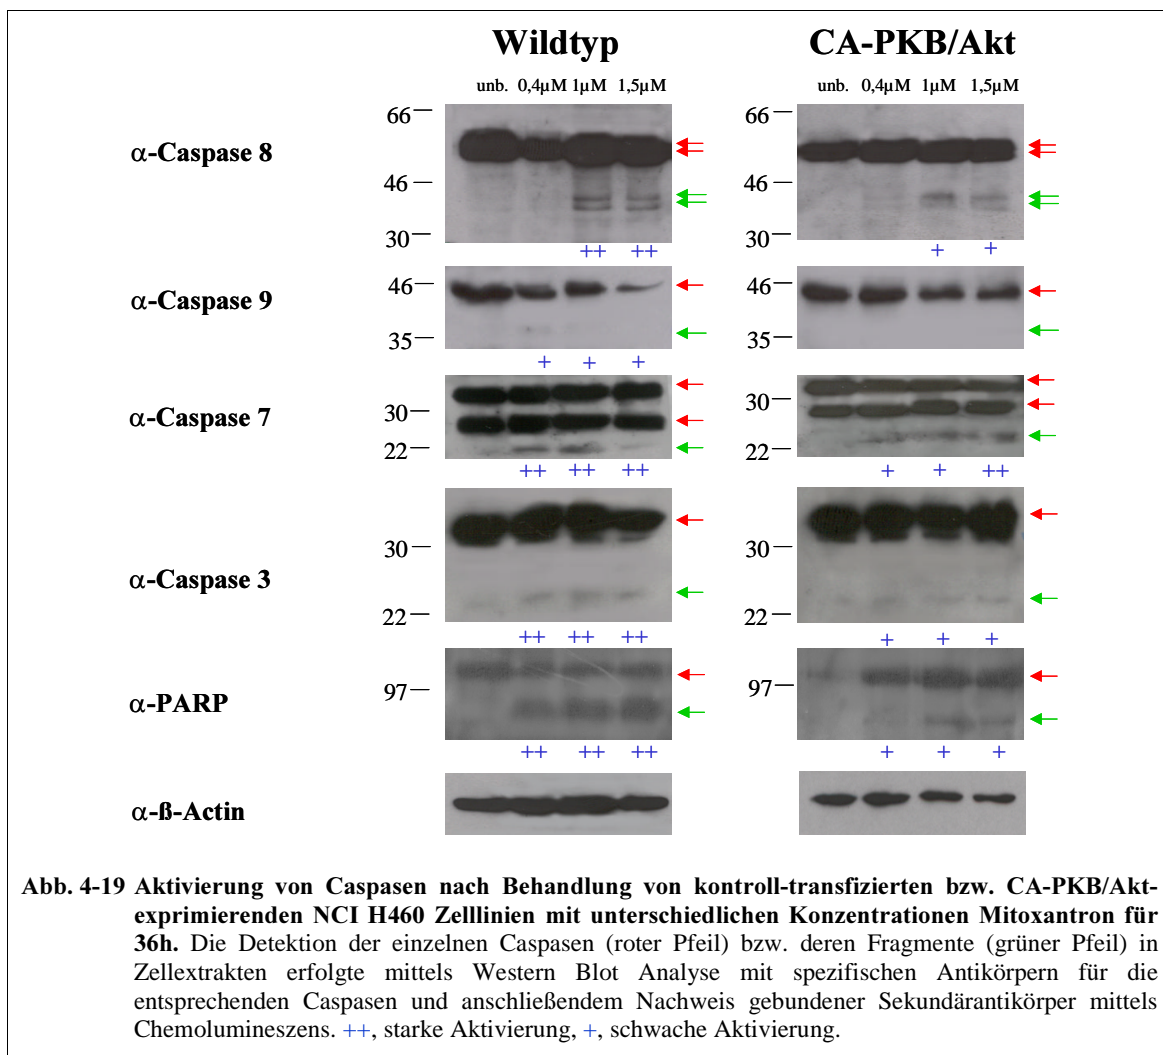 Wildtyp CA-PKB/Akt
unb. 0,4µM 1µM 1,5µM unb. 0,4µM 1µM 1,5µM
66 66
α-Caspase 8
46 46
30 30
++ ++ + +
α-Caspase 9
46 46
35 35
+ + +
α-Caspase 7
30 30
22 22
++ ++ ++ + + ++
30 30
α-Caspase 3
22 22
++ ++ ++ + + +
97 97
α-PARP
++ ++ ++ + + +
α-ß-Actin
Abb. 4-19 Aktivierung von Caspasen nach Behandlung von kontroll-transfizierten bzw. CA-PKB/Akt-
exprimierenden NCI H460 Zelllinien mit unterschiedlichen Konzentrationen Mitoxantron für
36h. Die Detektion der einzelnen Caspasen (roter Pfeil) bzw. deren Fragmente (grüner Pfeil) in
Zellextrakten erfolgte mittels Western Blot Analyse mit spezifischen Antikörpern für die
entsprechenden Caspasen und anschließendem Nachweis gebundener Sekundärantikörper mittels
Chemolumineszens. ++, starke Aktivierung, +, schwache Aktivierung.